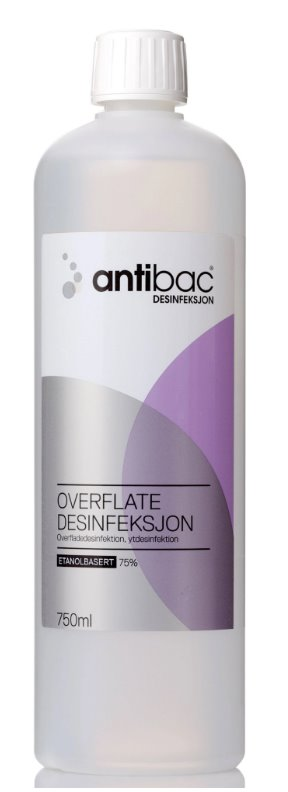 antibac®
DESINFEKSJON
OVERFLATE
DESINFEKSJON
Overfladedesinfektion, ytdesinfektion
ETANOLBASERT 75%
750ml